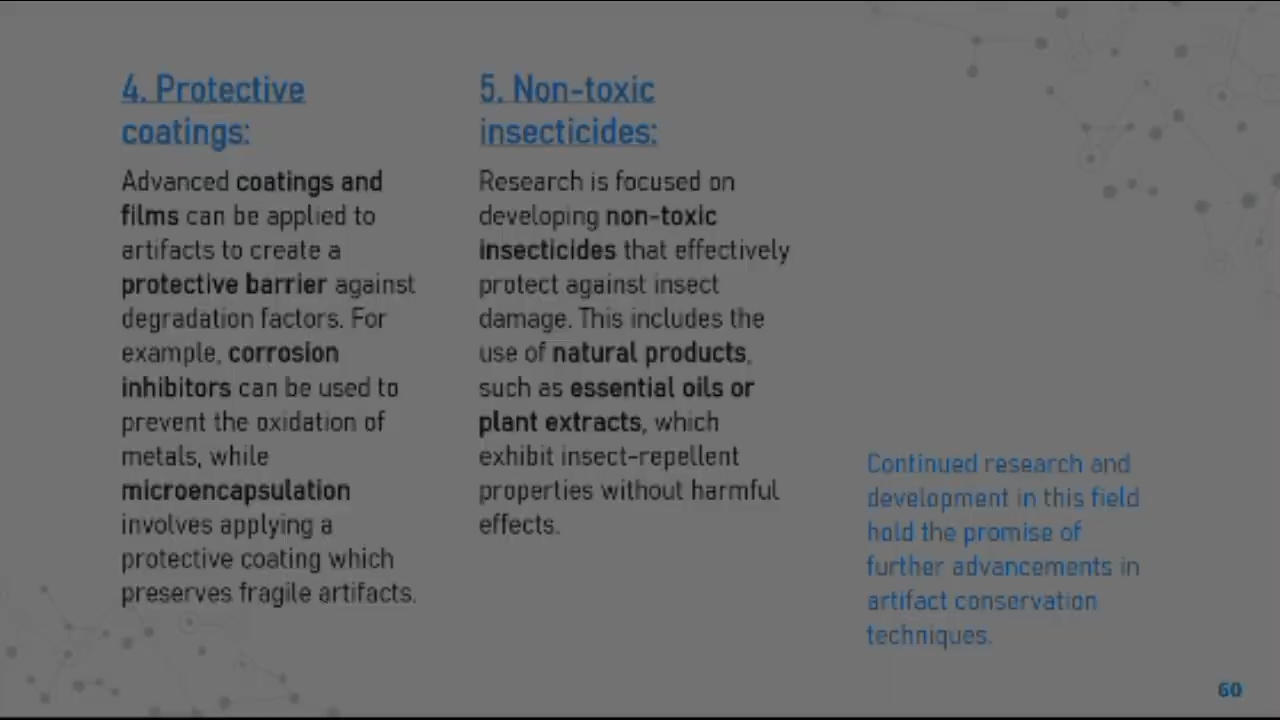 4. Protective
coatings:
Advanced coatings and
films can be applied to
artifacts to create a
protective barrier against
degradation factors. For
example, corrosion
inhibitors can be used to
prevent the oxidation of
metals, while
microencapsulation
involves applying a
protective coating which
preserves fragile artifacts.
5. Non-toxic
insecticides:
Research is focused on
developing non-toxic
insecticides that effectively
protect against insect
damage. This includes the
use of natural products,
such as essential oils or
plant extracts, which
exhibit insect-repellent
properties without harmful
effects.
Continued research and
development in this field
hold the promise of
further advancements in
artifact conservation
techniques.
60